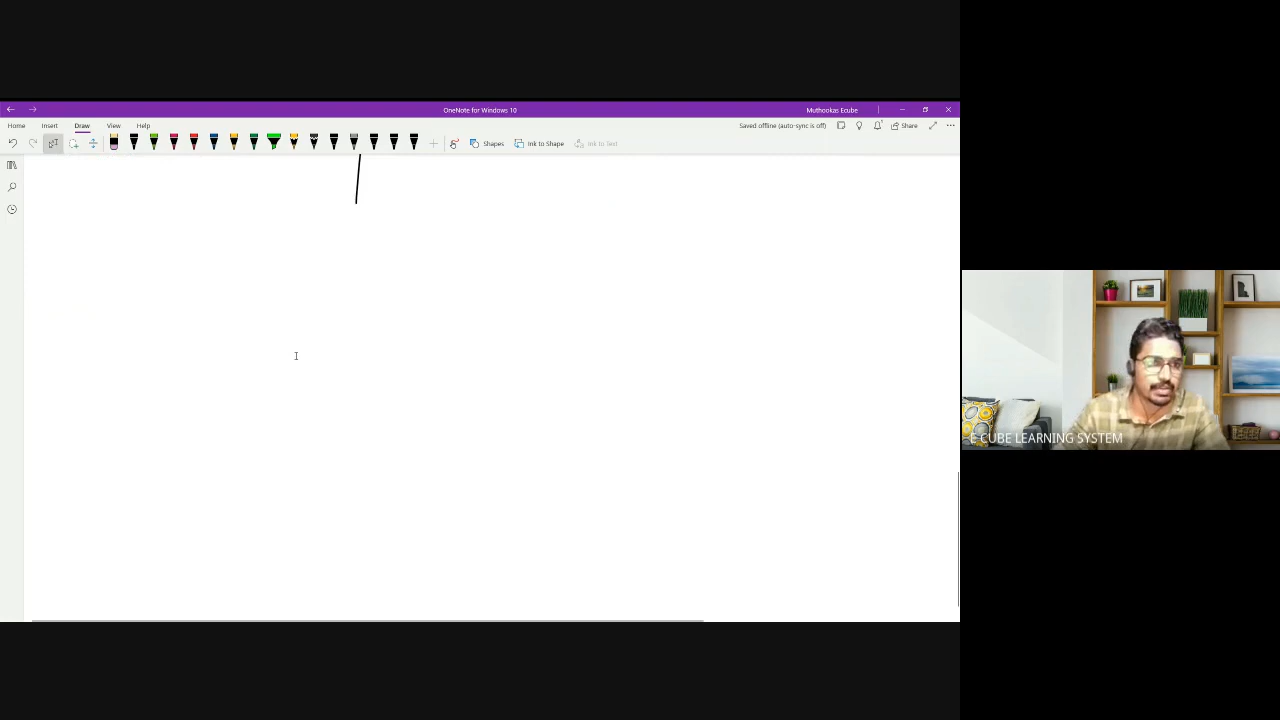 OneNote for Windows 10
Muthookas Ecube
Home Insert Draw View Help
Saved offline (auto-sync is off)
Share
Shapes
Ink to Shape
Ink to Text
E CUBE LEARNING SYSTEM